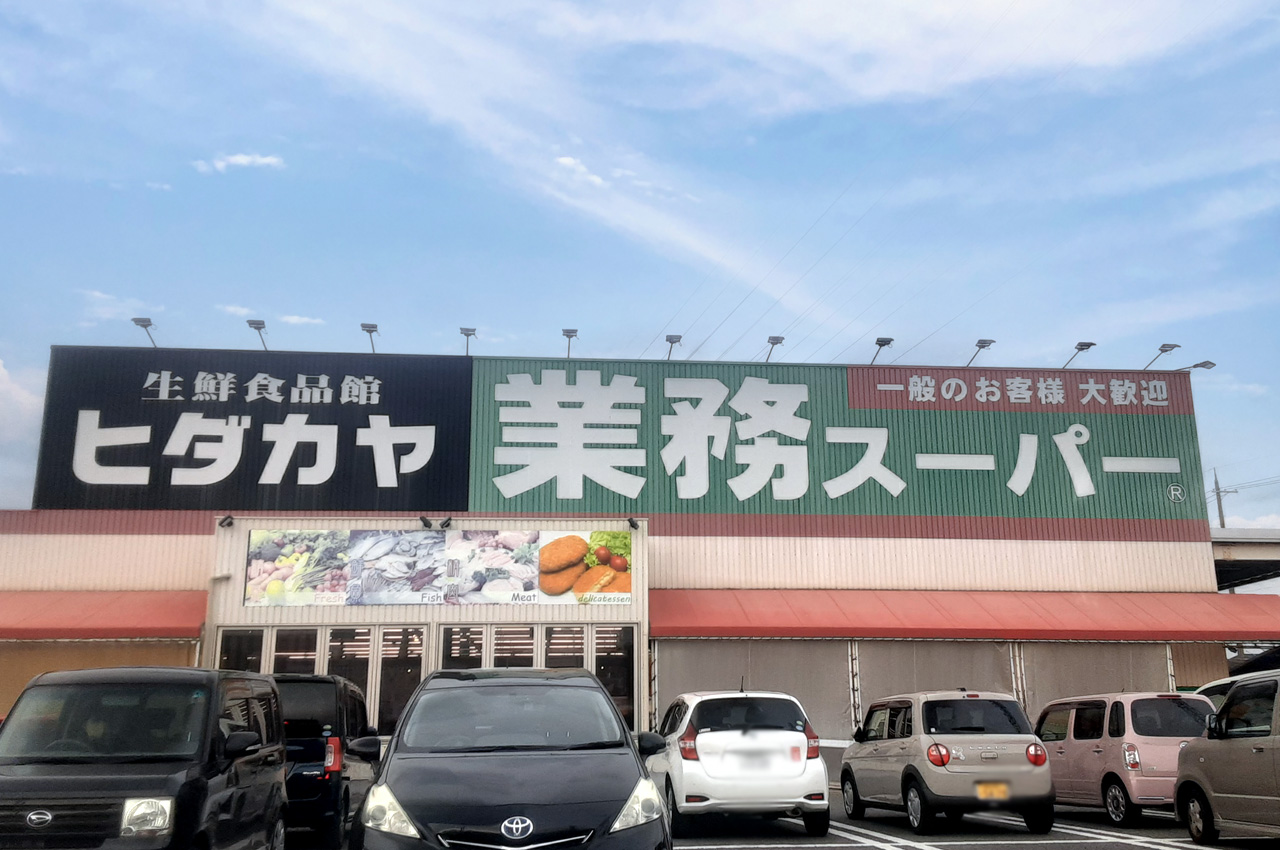 生鮮食品館
ヒダカヤ
業務スーパー
一般のお客様 大歓迎
®
Fresh
Fish
Meat
delicatessen